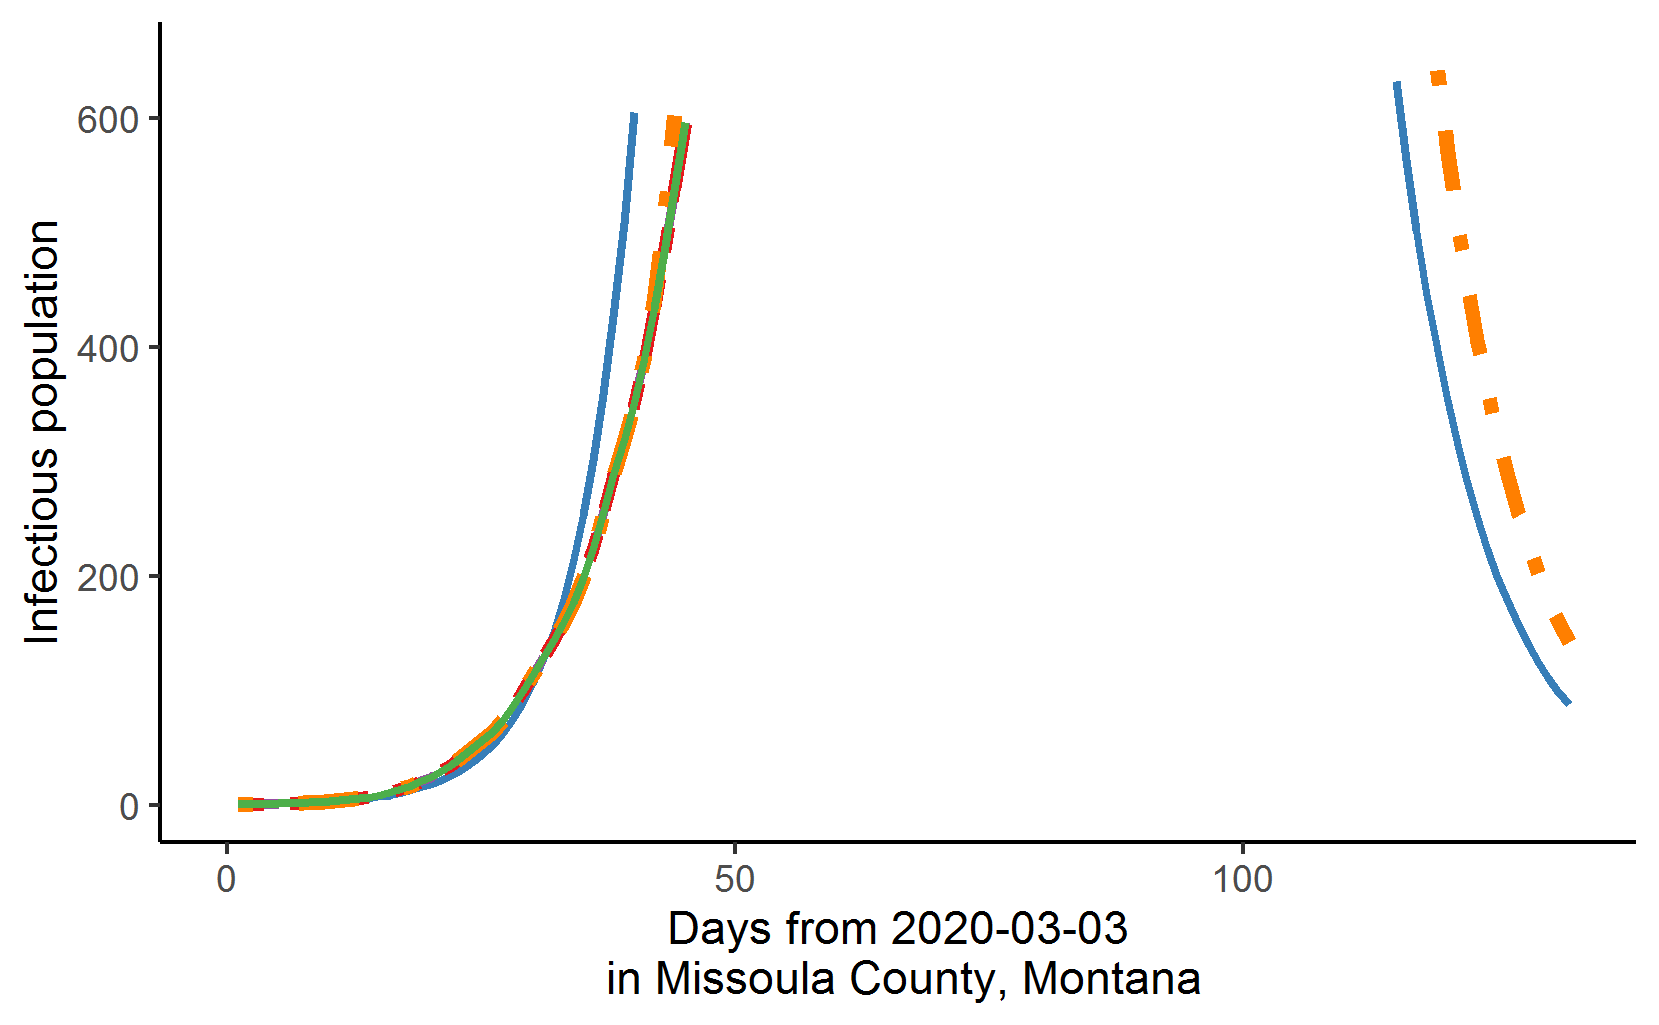 600
400
200
0
Infectious population
0 50 100
Days from 2020-03-03
in Missoula County, Montana